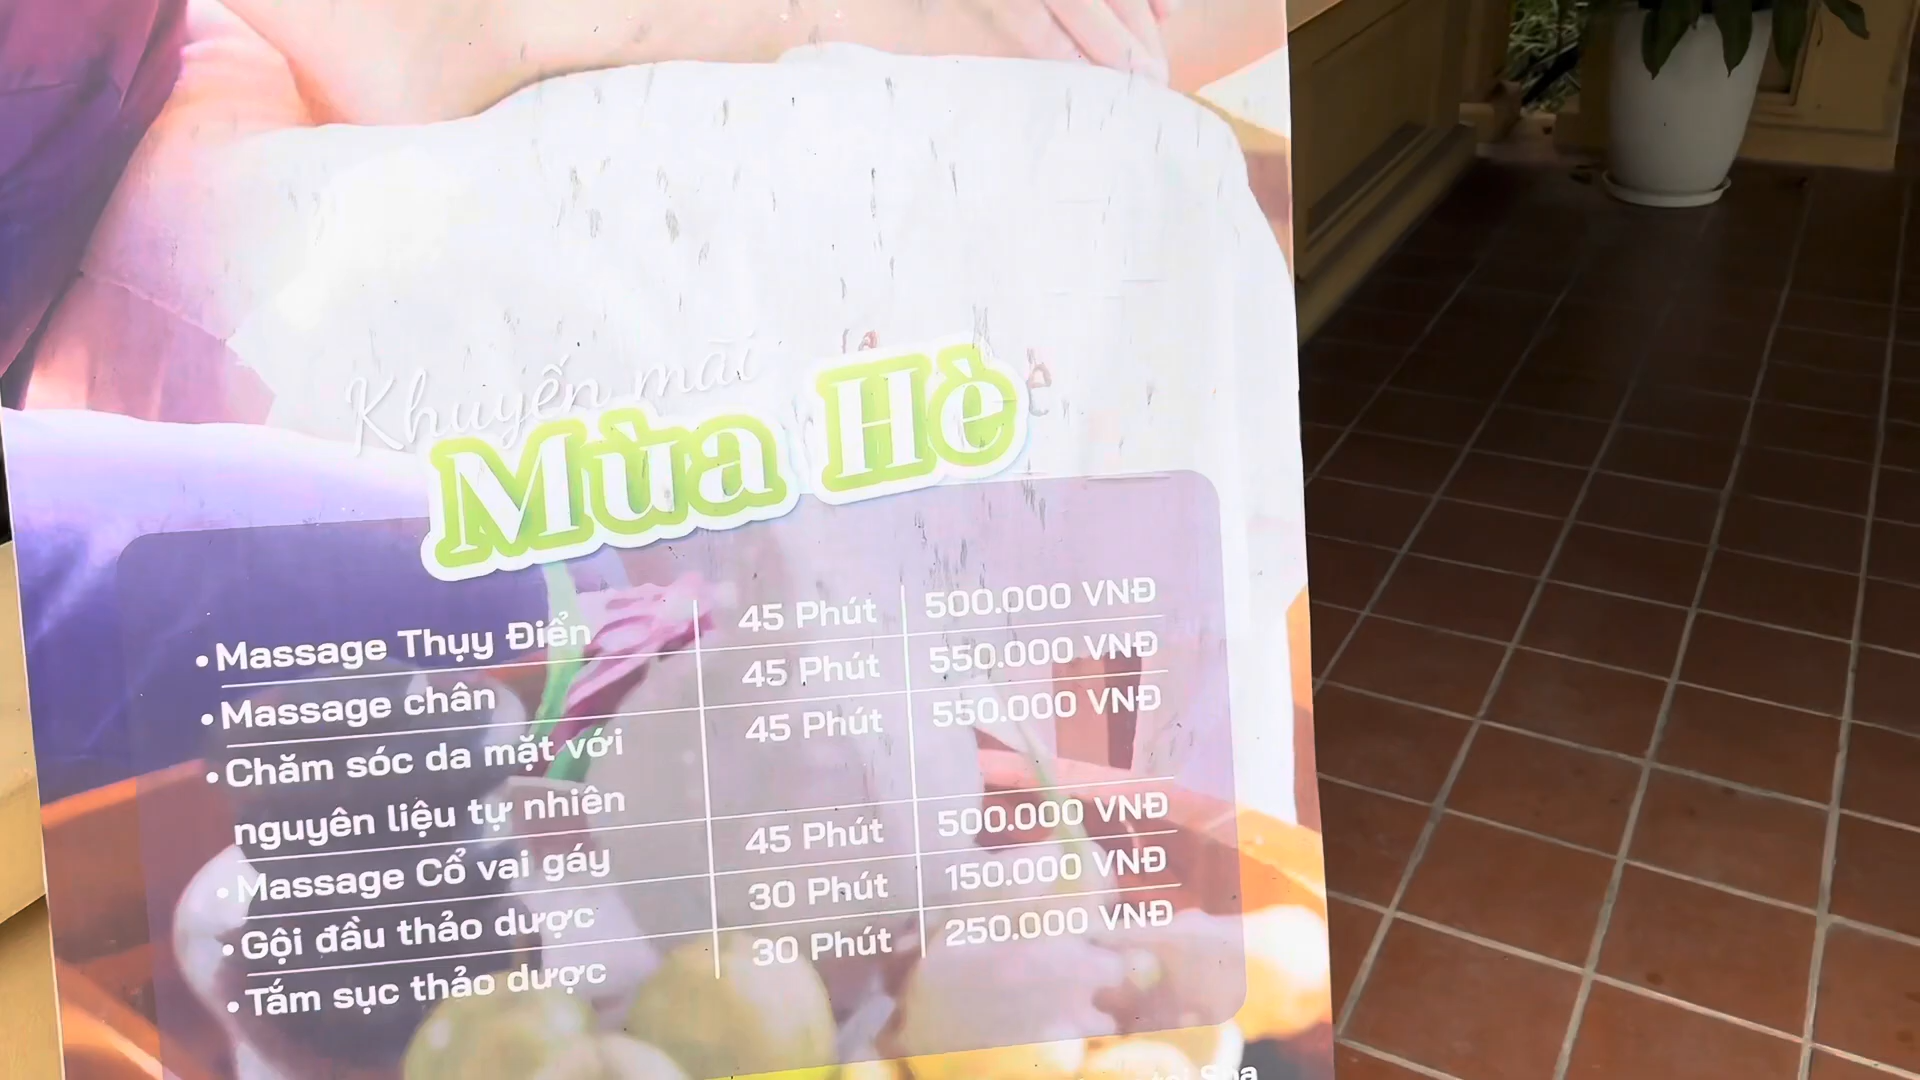 Khuyến mãi
Mùa Hè
• Massage Thụy Điển 45 Phút 500.000 VNĐ
• Massage chân 45 Phút 550.000 VNĐ
• Chăm sóc da mặt với 45 Phút 550.000 VNĐ
nguyên liệu tự nhiên
• Massage Cổ vai gáy 45 Phút 500.000 VNĐ
• Gội đầu thảo dược 30 Phút 150.000 VNĐ
• Tắm sục thảo dược 30 Phút 250.000 VNĐ
Spa